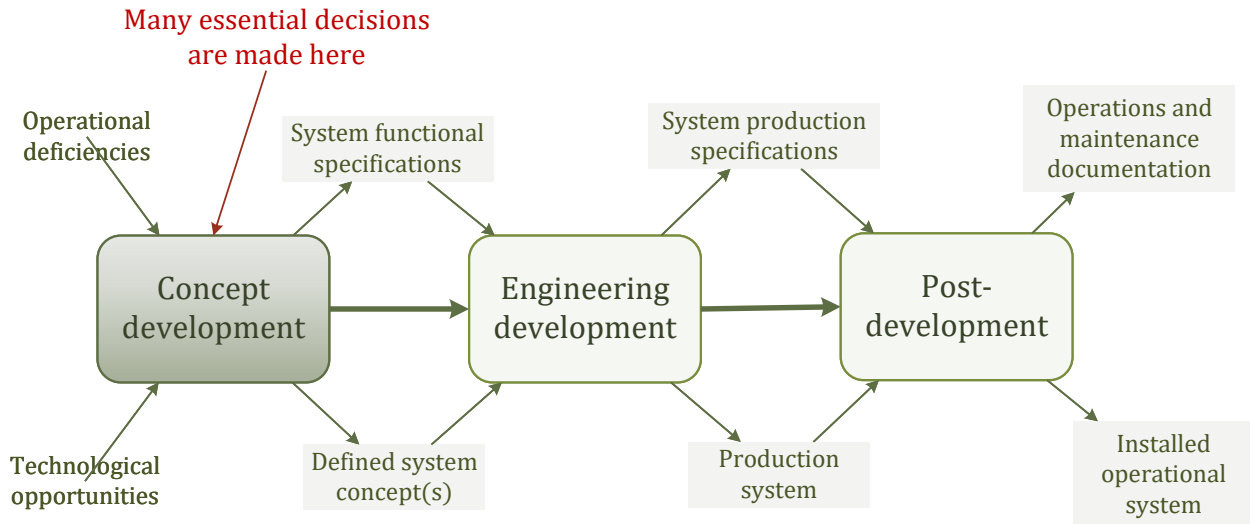 Many essential decisions
are made here
Operational
deficiencies
System functional
specifications
System production
specifications
Operations and
maintenance
documentation
Concept
development
Engineering
development
Post-
development
Technological
opportunities
Defined system
concept(s)
Production
system
Installed
operational
system